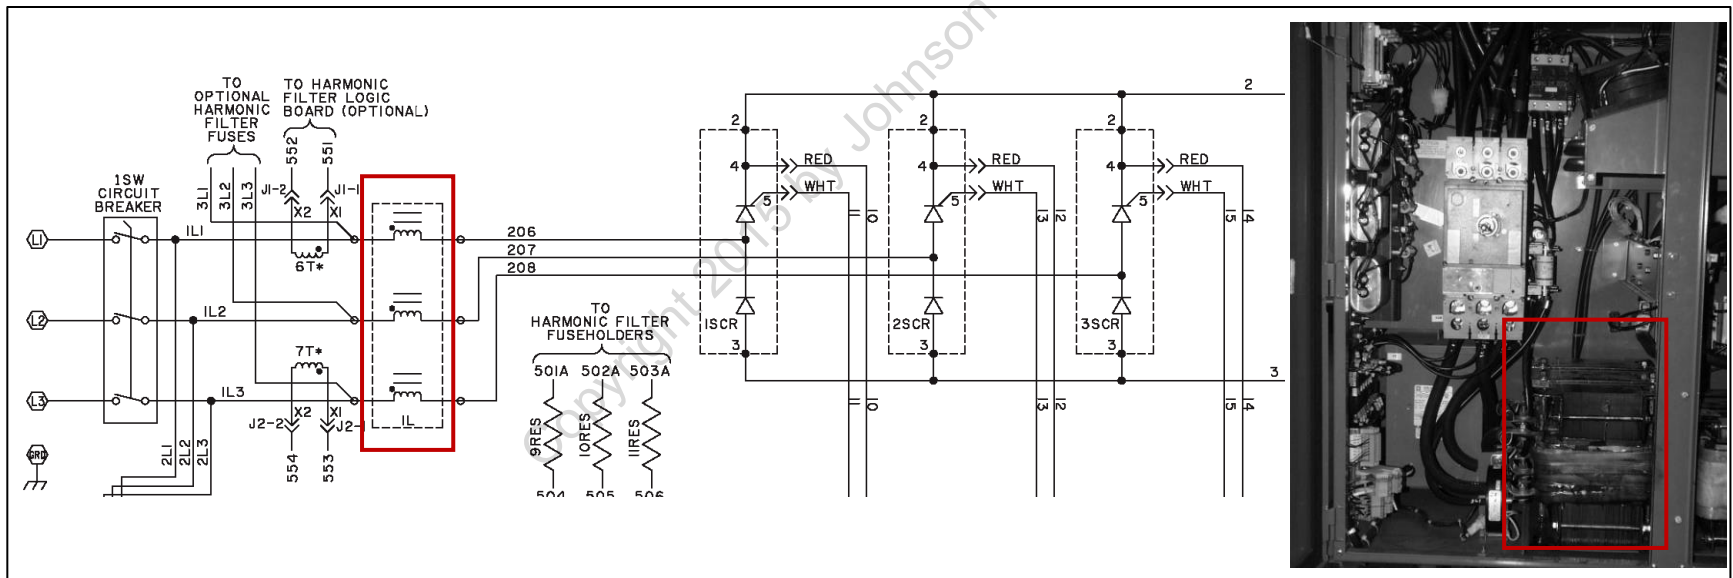 TO
OPTIONAL
HARMONIC
FILTER
FUSES
TO HARMONIC
FILTER LOGIC
BOARD (OPTIONAL)
552
551
1SW
CIRCUIT
BREAKER
3L1
3L2
3L3
J1-2
J1-1
X2
X1
L1
1L1
6T*
L2
1L2
7T*
L3
1L3
X2
X1
J2-2
J2-
1L
GRD
2L1
2L2
2L3
554
553
206
207
208
TO
HARMONIC FILTER
FUSEHOLDERS
501A 502A 503A
9RES
10RES
11RES
504 505 506
2
2
2
2
4
RED
4
RED
4
RED
WHT
WHT
WHT
5
5
5
1SCR
2SCR
3SCR
3
3
3
3
11
10
13
12
15
14
11
10
13
12
15
14
Copyright 2015 by Johnson